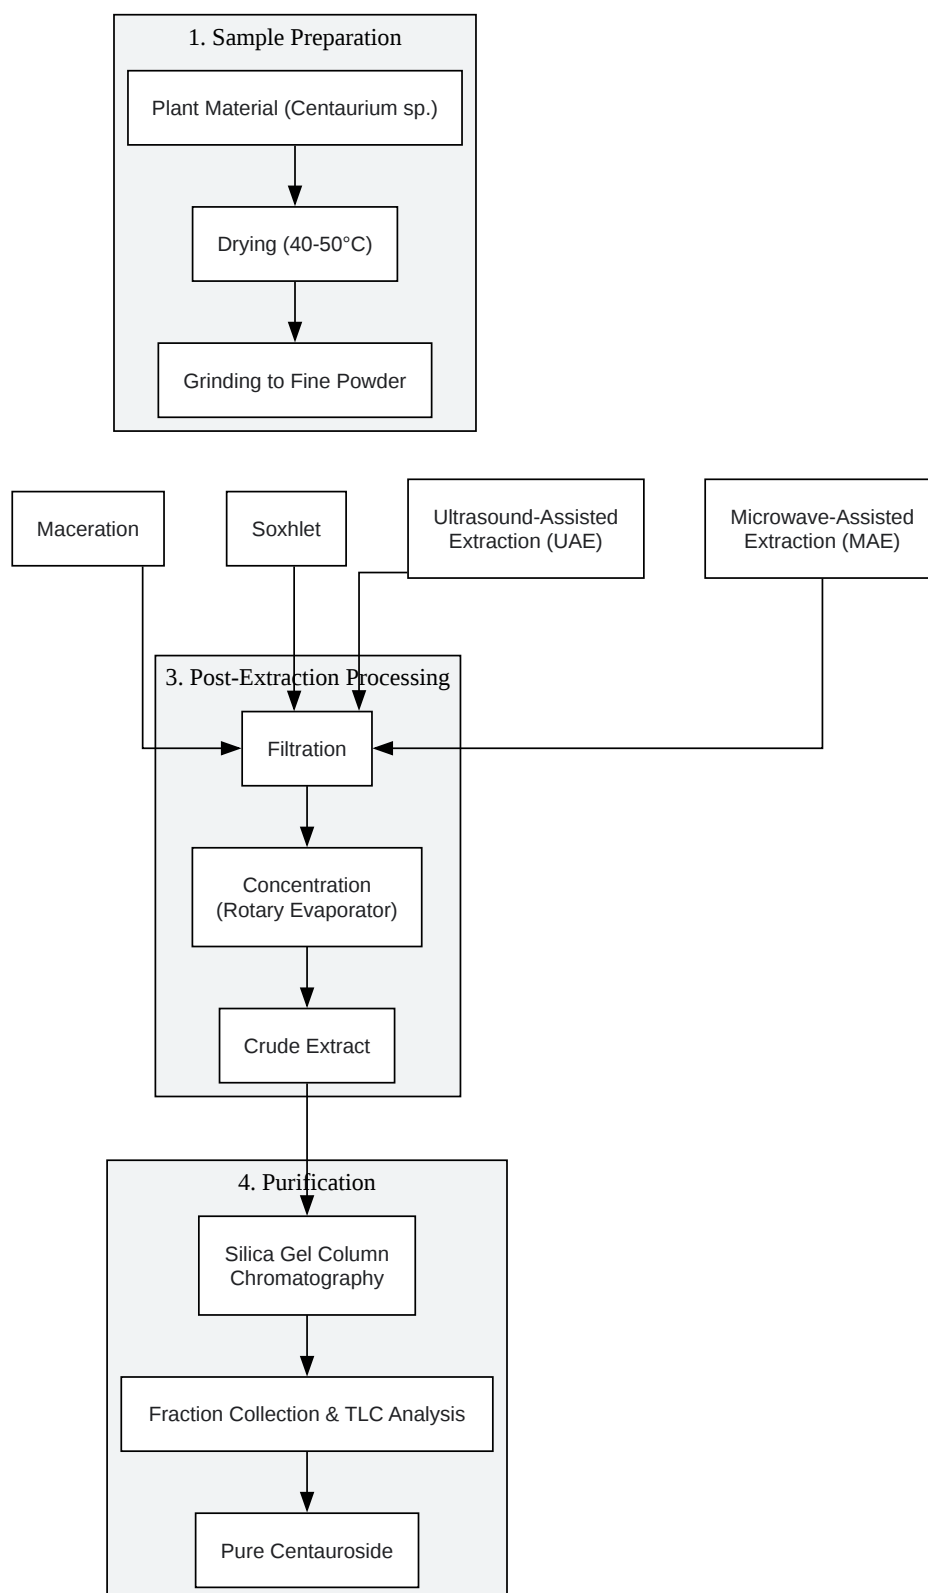 1. Sample Preparation
Plant Material (Centaurium sp.)
Drying (40-50°C)
Grinding to Fine Powder
Maceration
Soxhlet
Ultrasound-Assisted
Extraction (UAE)
Microwave-Assisted
Extraction (MAE)
3. Post-Extraction Processing
Filtration
Concentration
(Rotary Evaporator)
Crude Extract
4. Purification
Silica Gel Column
Chromatography
Fraction Collection & TLC Analysis
Pure Centauroside